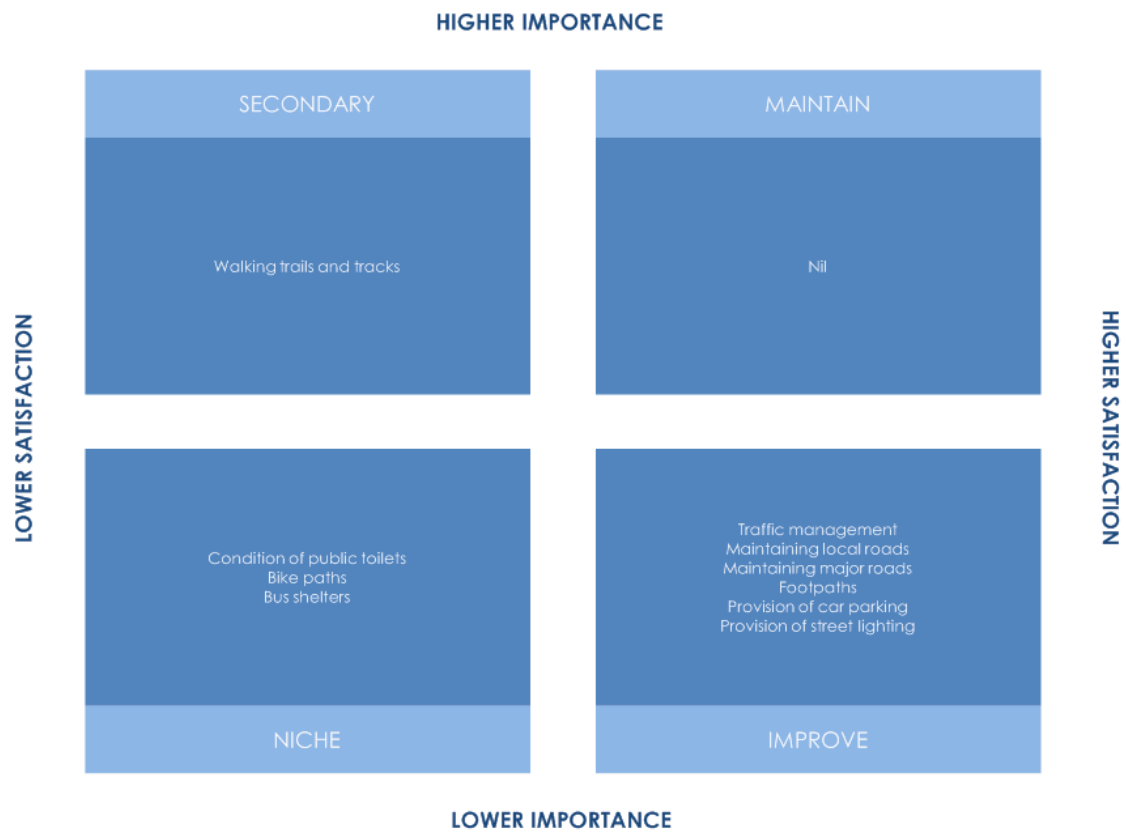 HIGHER IMPORTANCE
SECONDARY
MAINTAIN
Walking trails and tracks
Nil
LOWER SATISFACTION
HIGHER SATISFACTION
Condition of public toilets
Bike paths
Bus shelters
Traffic management
Maintaining local roads
Maintaining major roads
Footpaths
Provision of car parking
Provision of street lighting
NICHE
IMPROVE
LOWER IMPORTANCE